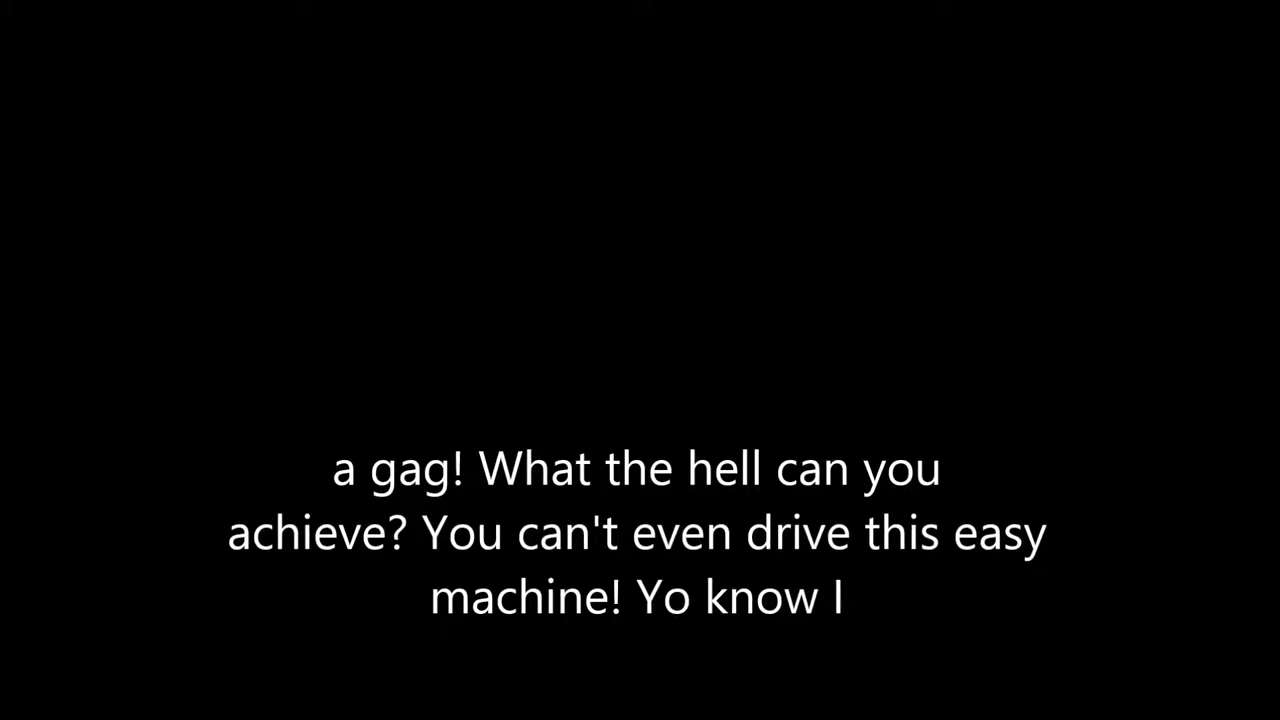 a gag! What the hell can you
achieve? You can't even drive this easy
machine! Yo know I